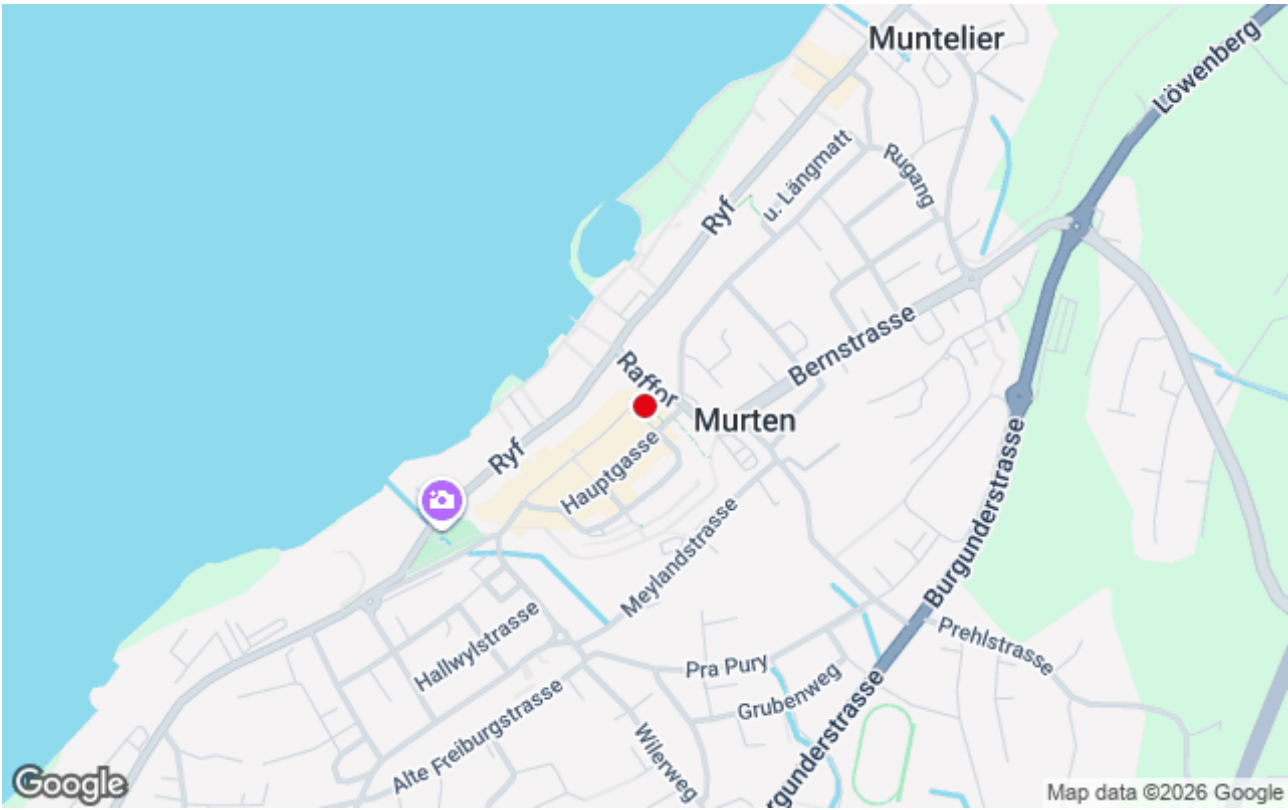 Muntelier
Löwenberg
Rugang
u. Längmatt
Ryf
Bernstrasse
Raffor
Murten
Ryf
Hauptgasse
Meylandstrasse
Burgunderstrasse
Hallwylstrasse
Prehlstrasse
Pra Pury
Grubenweg
Alte Freiburgstrasse
Wilerweg
rgunderstrasse
Google
Map data ©2026 Google